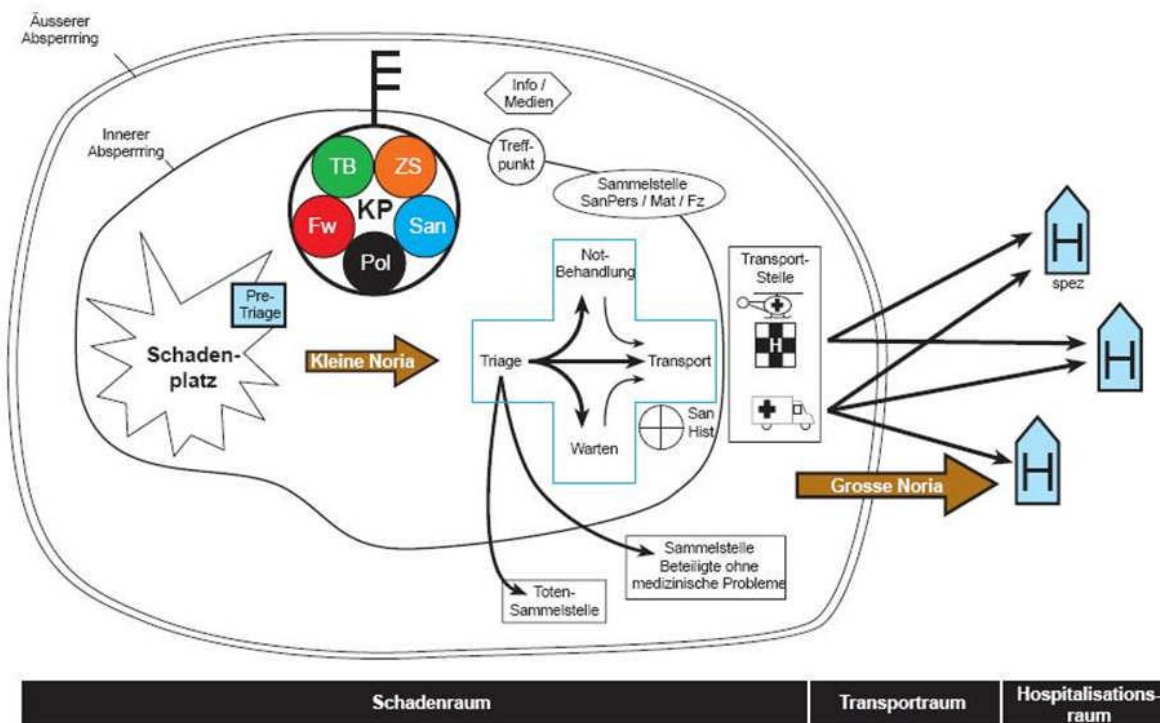 Äusserer
Absperrring
Innerer
Absperrring
Info /
Medien
Treff-
punkt
Sammelstelle
SanPers / Mat / Fz
TB
ZS
KP
Fw
San
Pol
Pre-
Triage
Schaden-
platz
Kleine Noria
Not-
Behandlung
Triage
Transport
Warten
San
Hist
Transport-
Stelle
H
H
spez
H
H
Grosse Noria
Sammelstelle
Beteiligte ohne
medizinische Probleme
Toten-
Sammelstelle
Schadenraum
Transportraum
Hospitalisations-
raum